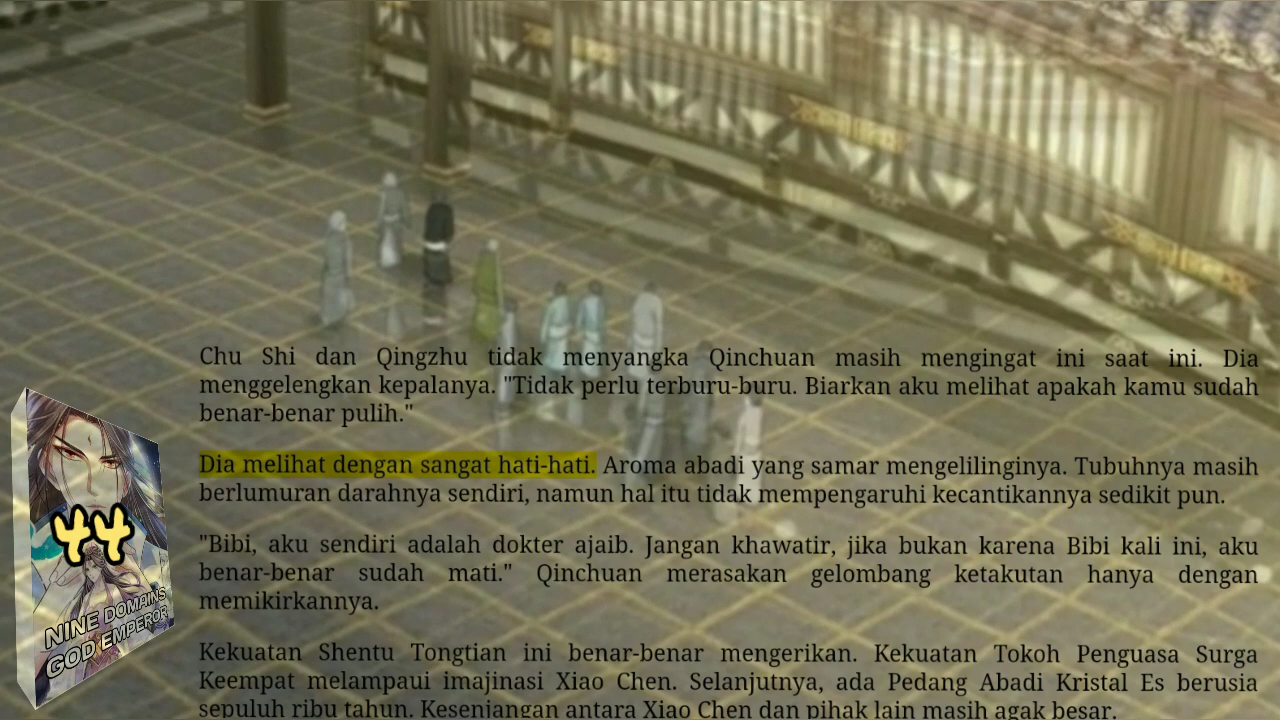 Chu Shi dan Qingzhu tidak menyangka Qinchuan masih mengingat ini saat ini. Dia
menggelengkan kepalanya. "Tidak perlu terburu-buru. Biarkan aku melihat apakah kamu sudah
benar-benar pulih."
Dia melihat dengan sangat hati-hati. Aroma abadi yang samar mengelilinginya. Tubuhnya masih
berlumuran darahnya sendiri, namun hal itu tidak mempengaruhi kecantikannya sedikit pun.
"Bibi, aku sendiri adalah dokter ajaib. Jangan khawatir, jika bukan karena Bibi kali ini, aku
benar-benar sudah mati." Qinchuan merasakan gelombang ketakutan hanya dengan
memikirkannya.
Kekuatan Shentu Tongtian ini benar-benar mengerikan. Kekuatan Tokoh Penguasa Surga
Keempat melampaui imajinasi Xiao Chen. Selanjutnya, ada Pedang Abadi Kristal Es berusia
sepuluh ribu tahun. Kesenjangan antara Xiao Chen dan pihak lain masih agak besar.
44
NINE DOMAINS
GOD EMPEROR